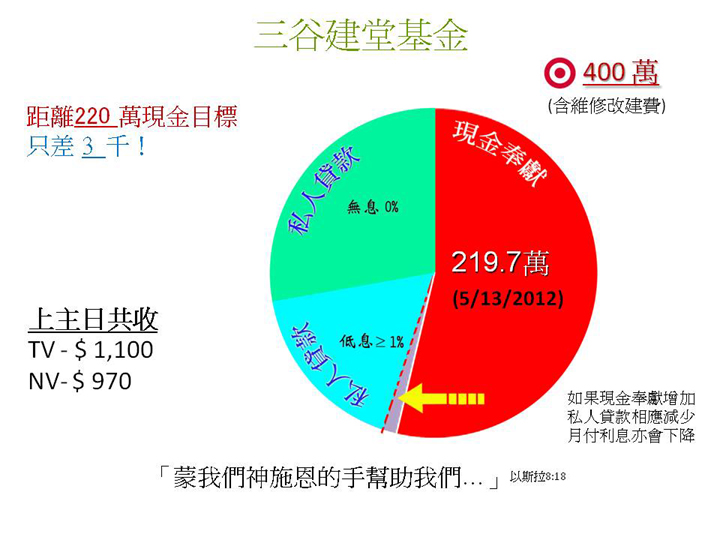 三谷建堂基金
400 萬
(含維修改建費)
距離220 萬現金目標
只差 3 千！
現金奉獻
私人貸款
無息 0%
219.7萬
(5/13/2012)
上主日共收
TV - $ 1,100
NV- $ 970
低息 ≥ 1%
私人貸款
如果現金奉獻增加
私人貸款相應減少
月付利息亦會下降
「蒙我們神施恩的手幫助我們…」以斯拉8:18